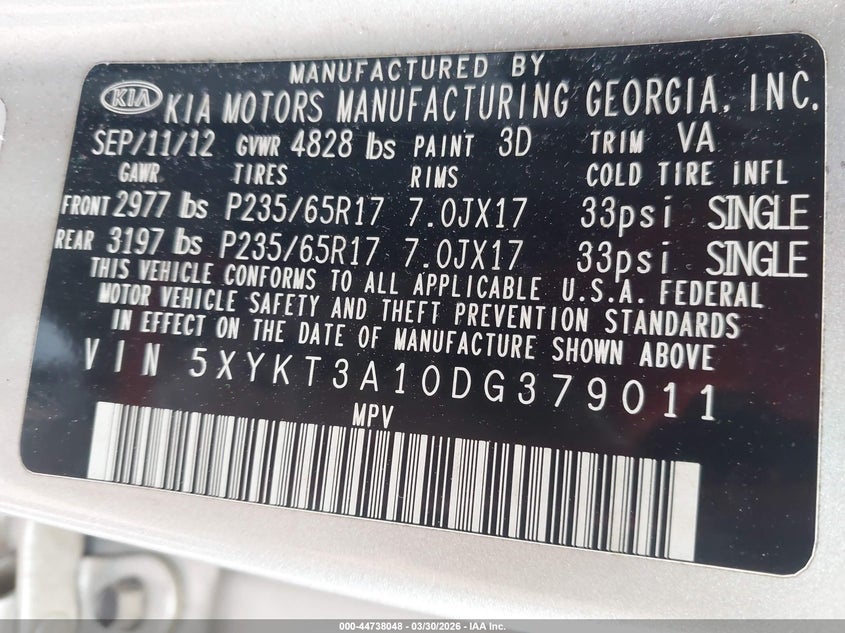 MANUFACTURED BY
KIA KIA MOTORS MANUFACTURING GEORGIA, INC.
SEP/11/12 GVWR 4828 lbs PAINT 3D TRIM VA
GAWR TIRES RIMS COLD TIRE INFL
FRONT 2977 lbs P235/65R17 7.0JX17 33psi SINGLE
REAR 3197 lbs P235/65R17 7.0JX17 33psi SINGLE
THIS VEHICLE CONFORMS TO ALL APPLICABLE U.S.A. FEDERAL
MOTOR VEHICLE SAFETY AND THEFT PREVENTION STANDARDS
IN EFFECT ON THE DATE OF MANUFACTURE SHOWN ABOVE
VIN 5XYKT3A10DG379011
MPV
000-44738048 — 03/30/2026 — IAA Inc.